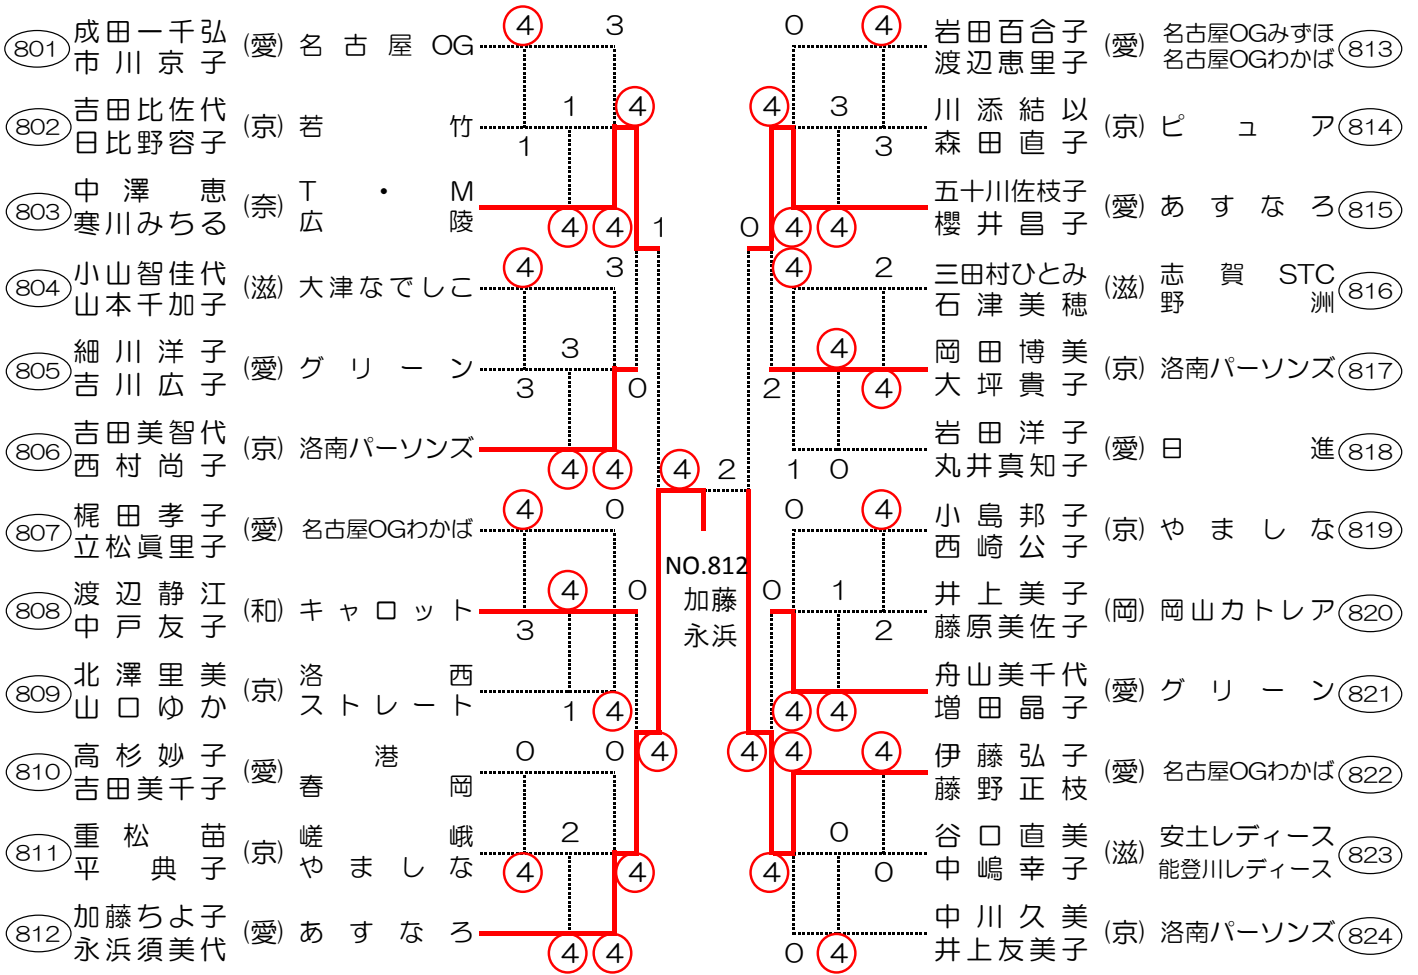 801 成田一千弘 市川京子 (愛) 名古屋OG ④ 3
802 吉田比佐代 日比野容子 (京) 若竹 1 1 ④
803 中澤恵 寒川みちる (奈) T・M 広陵 ④ ④ 1
804 小山智佳代 山本千加子 (滋) 大津なでしこ ④ 3
805 細川洋子 吉川広子 (愛) グリーン 3 3 0
806 吉田美智代 西村尚子 (京) 洛南パーソンズ ④ ④
807 梶田孝子 立松眞里子 (愛) 名古屋OGわかば ④ 0
808 渡辺静江 中戸友子 (和) キャロット 3 ④ 0
809 北澤里美 山口ゆか (京) 洛西 ストレート 1 ④
810 高杉妙子 吉田美千子 (愛) 港 春岡 0 0 ④
811 重松苗 平典子 (京) 嵯峨 やましな ④ 2 ④
812 加藤ちよ子 永浜須美代 (愛) あすなろ ④ ④
④ 2
NO.812
加藤
永浜
0 ④ 岩田百合子 渡辺恵里子 (愛) 名古屋OGみずほ 名古屋OGわかば 813
④ 3 3 川添結以 森田直子 (京) ピュア 814
0 ④ ④ 五十川佐枝子 櫻井昌子 (愛) あすなろ 815
④ 2 三田村ひとみ 石津美穂 (滋) 志賀STC 野洲 816
2 ④ ④ 岡田博美 大坪貴子 (京) 洛南パーソンズ 817
1 0 岩田洋子 丸井真知子 (愛) 日進 818
0 ④ 小島邦子 西崎公子 (京) やましな 819
0 1 2 井上美子 藤原美佐子 (岡) 岡山カトレア 820
④ ④ 舟山美千代 増田晶子 (愛) グリーン 821
④ ④ ④ 伊藤弘子 藤野正枝 (愛) 名古屋OGわかば 822
④ 0 0 谷口直美 中嶋幸子 (滋) 安土レディース 能登川レディース 823
0 ④ 中川久美 井上友美子 (京) 洛南パーソンズ 824